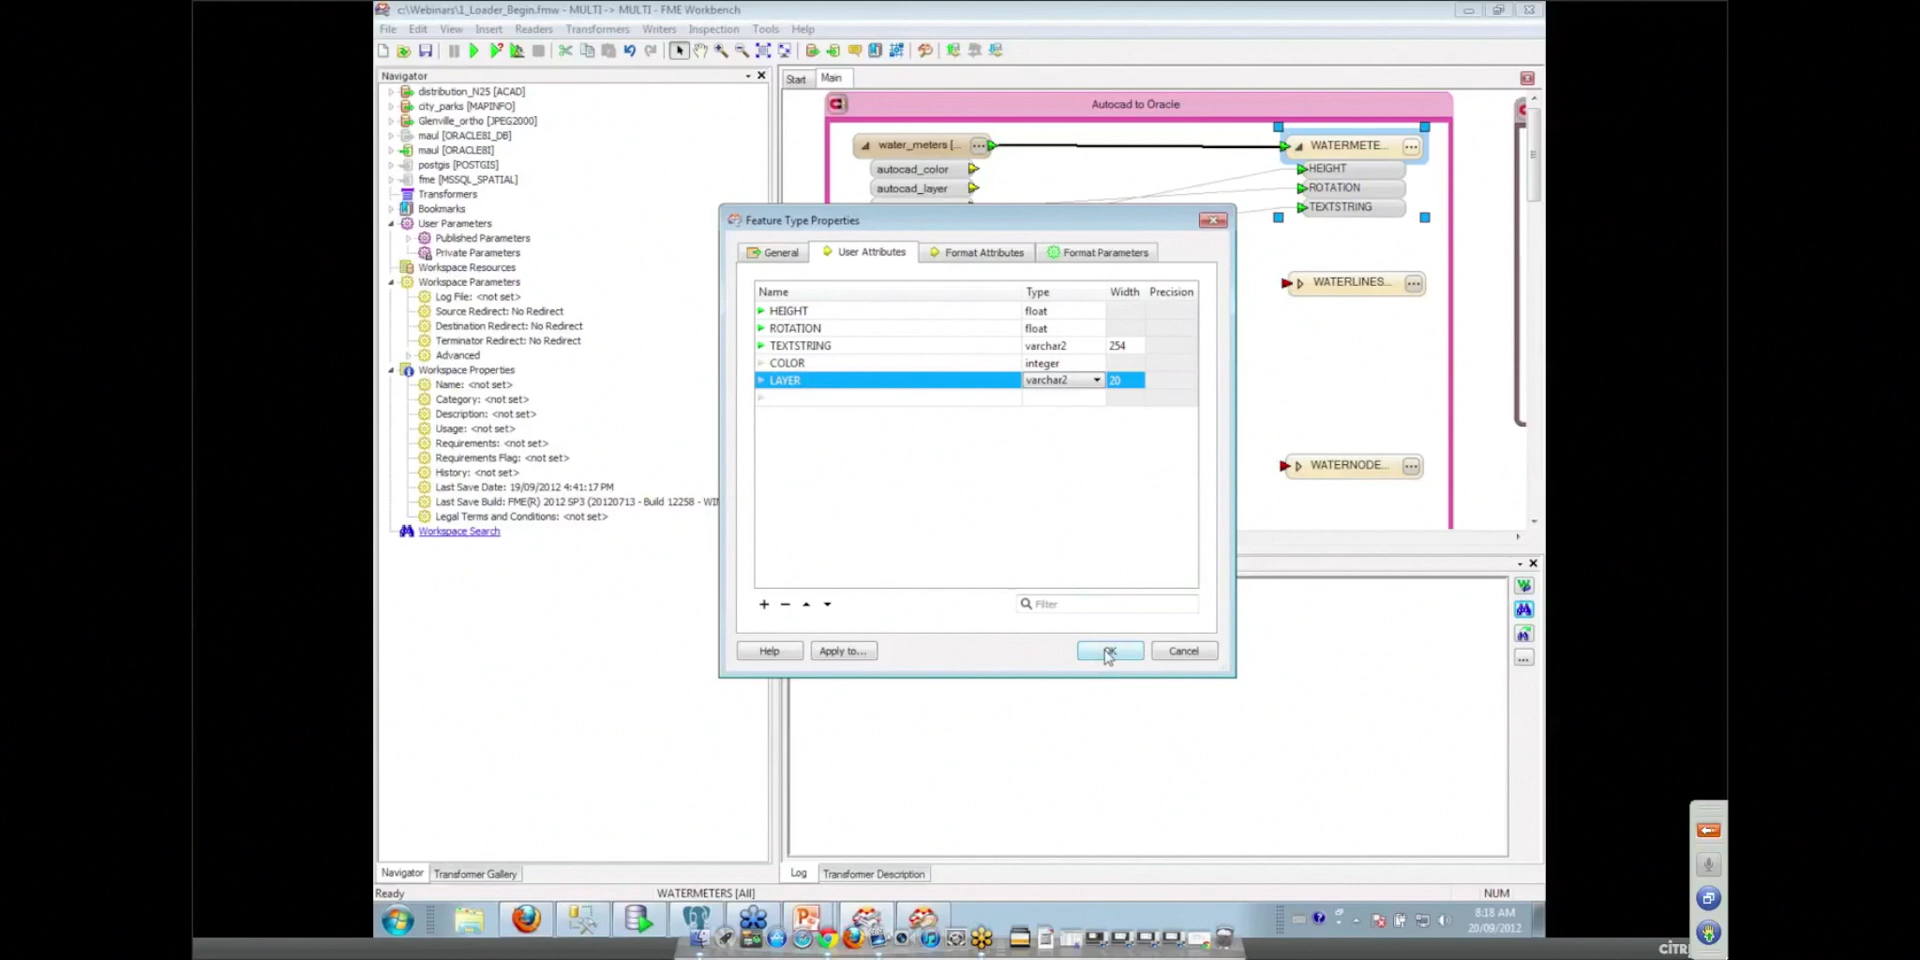 c:\Webinars\1_Loader_Begin.fmw - MULTI -> MULTI - FME Workbench
File Edit View Insert Readers Transformers Writers Inspection Tools Help
Navigator
distribution_N25 [ACAD]
city_parks [MAPINFO]
Glenville_ortho [JPEG2000]
maul [ORACLE8I_DB]
maul [ORACLE8I]
postgis [POSTGIS]
fme [MSSQL_SPATIAL]
Transformers
Bookmarks
User Parameters
Published Parameters
Private Parameters
Workspace Resources
Workspace Parameters
Log File: <not set>
Source Redirect: No Redirect
Destination Redirect: No Redirect
Terminator Redirect: No Redirect
Advanced
Workspace Properties
Name: <not set>
Category: <not set>
Description: <not set>
Usage: <not set>
Requirements: <not set>
Requirements Flag: <not set>
History: <not set>
Last Save Date: 19/09/2012 4:41:17 PM
Last Save Build: FME(R) 2012 SP3 (20120713 - Build 12258 - WI
Legal Terms and Conditions: <not set>
Workspace Search
Start Main
Autocad to Oracle
water_meters [...
autocad_color
autocad_layer
WATERMETE...
HEIGHT
ROTATION
TEXTSTRING
WATERLINES...
WATERNODE...
Feature Type Properties
General User Attributes Format Attributes Format Parameters
Name Type Width Precision
HEIGHT float
ROTATION float
TEXTSTRING varchar2 254
COLOR integer
LAYER varchar2 20
Filter
Help Apply to... OK Cancel
Navigator Transformer Gallery
Log Transformer Description
Ready WATERMETERS [All] NUM
8:18 AM
20/09/2012